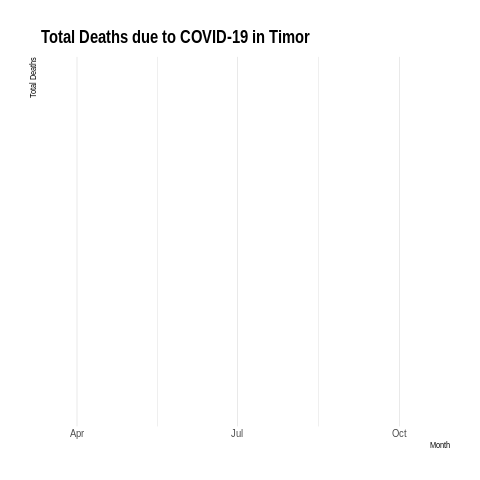 Total Deaths due to COVID-19 in Timor
Total Deaths
Apr Jul Oct
Month